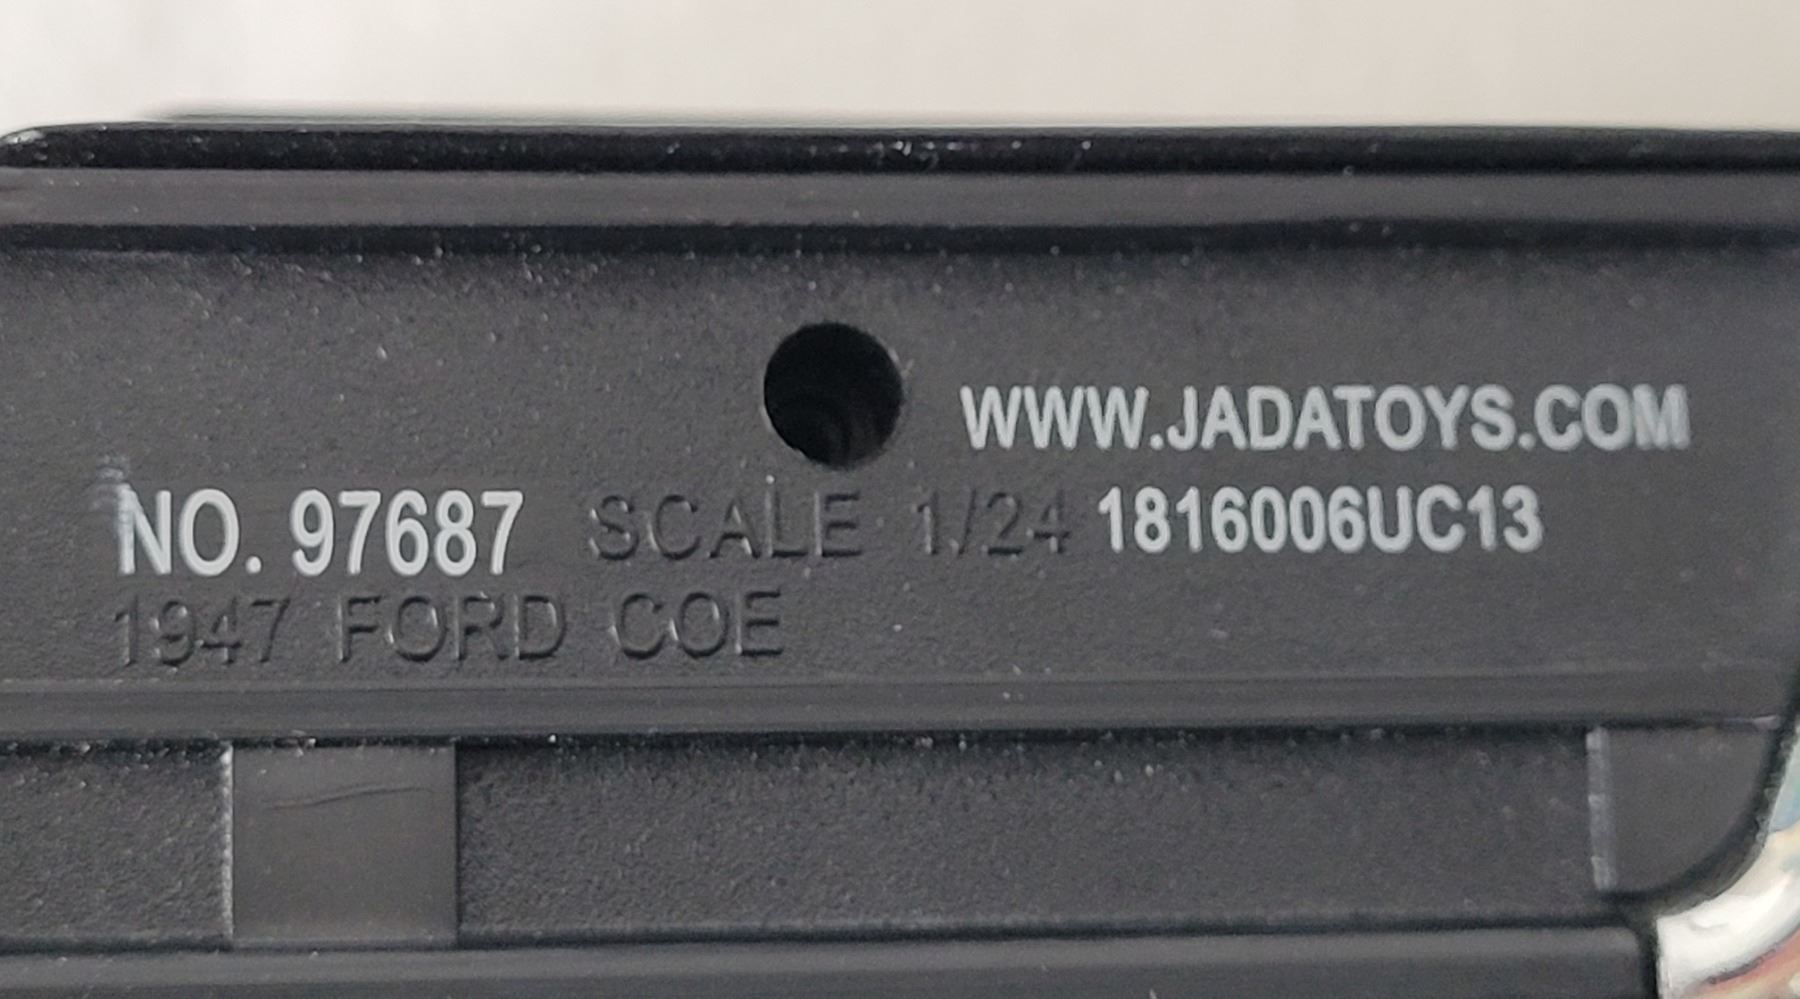 WWW.JADATOYS.COM
NO. 97687 SCALE 1/24 1816006UC13
1947 FORD COE